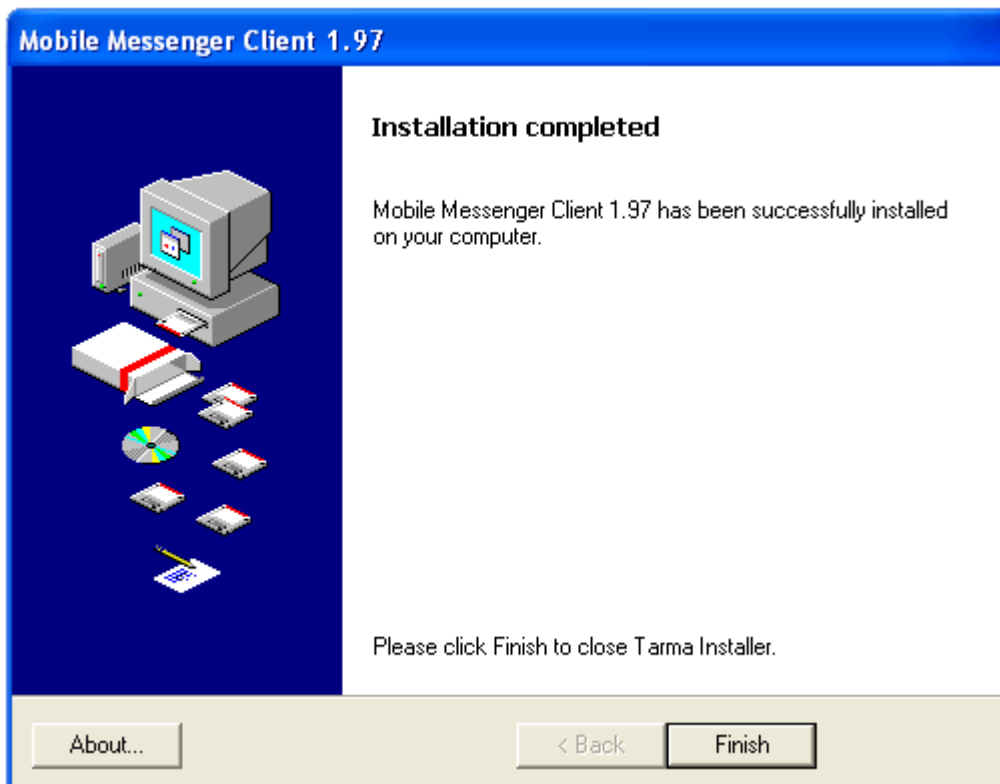 Mobile Messenger Client 1.97
Installation completed
Mobile Messenger Client 1.97 has been successfully installed
on your computer.
Please click Finish to close Tarma Installer.
About...
< Back
Finish